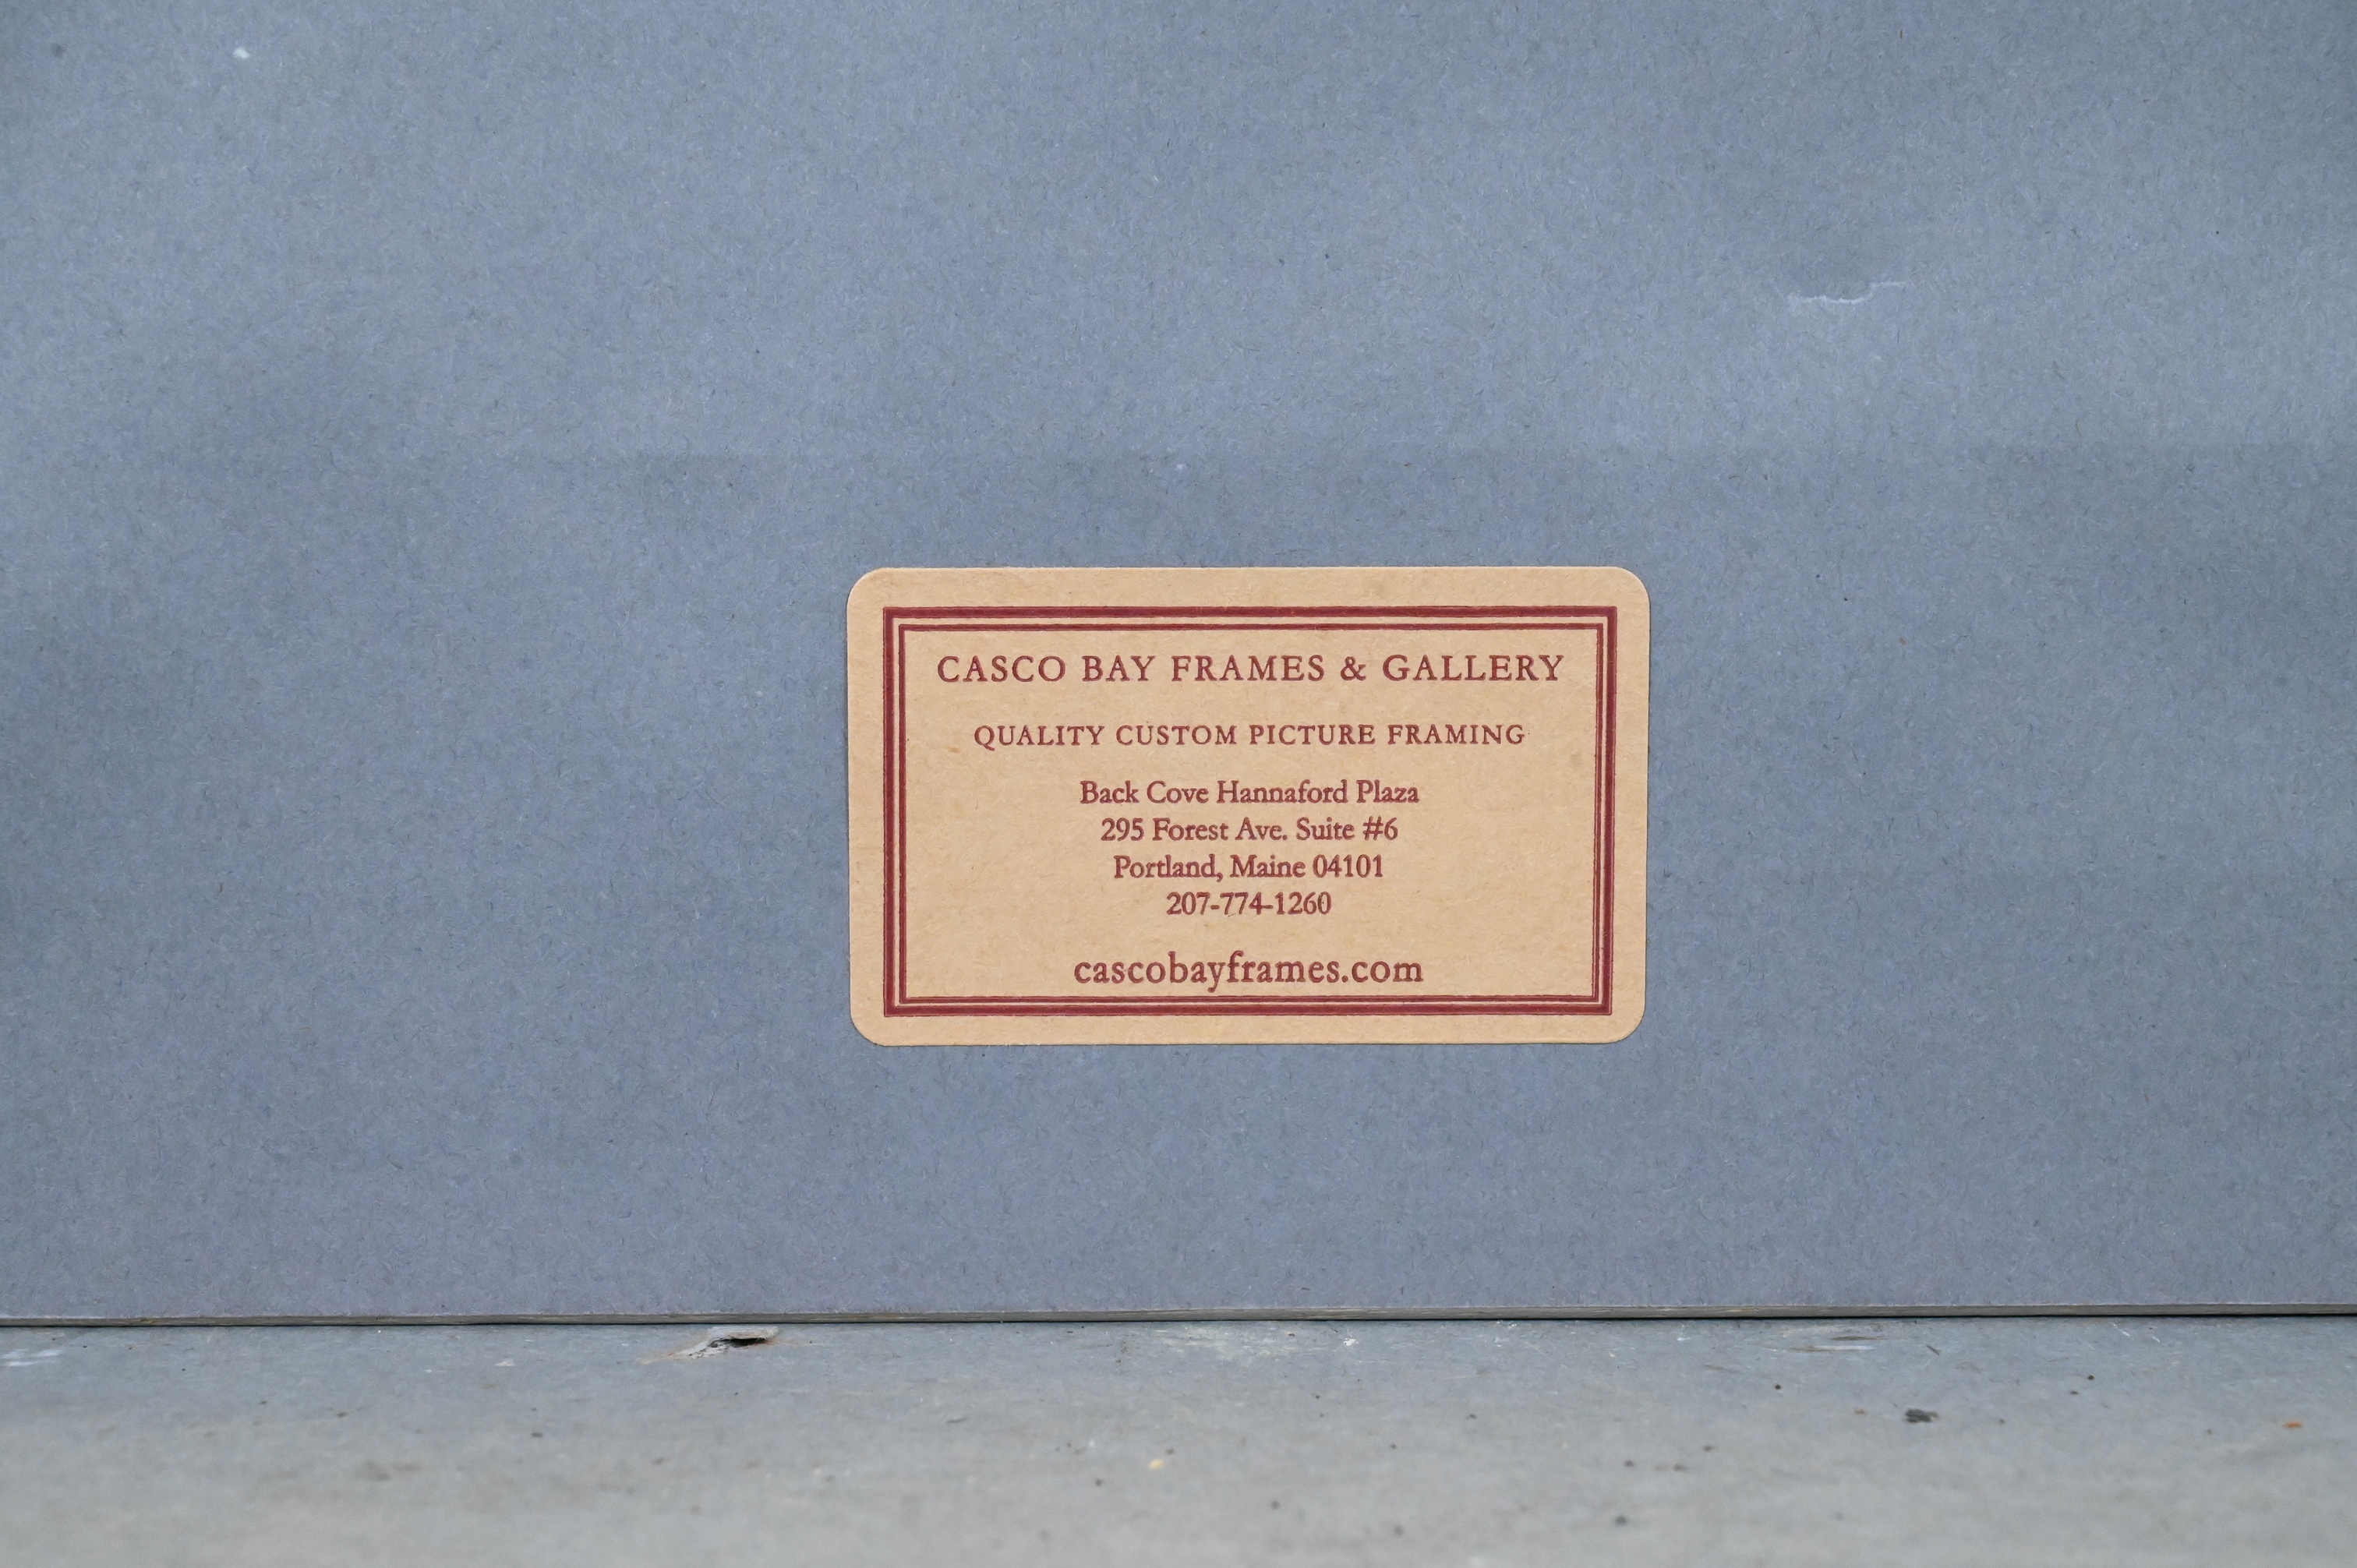 CASCO BAY FRAMES & GALLERY
QUALITY CUSTOM PICTURE FRAMING
Back Cove Hannaford Plaza
295 Forest Ave. Suite #6
Portland, Maine 04101
207-774-1260
cascobayframes.com